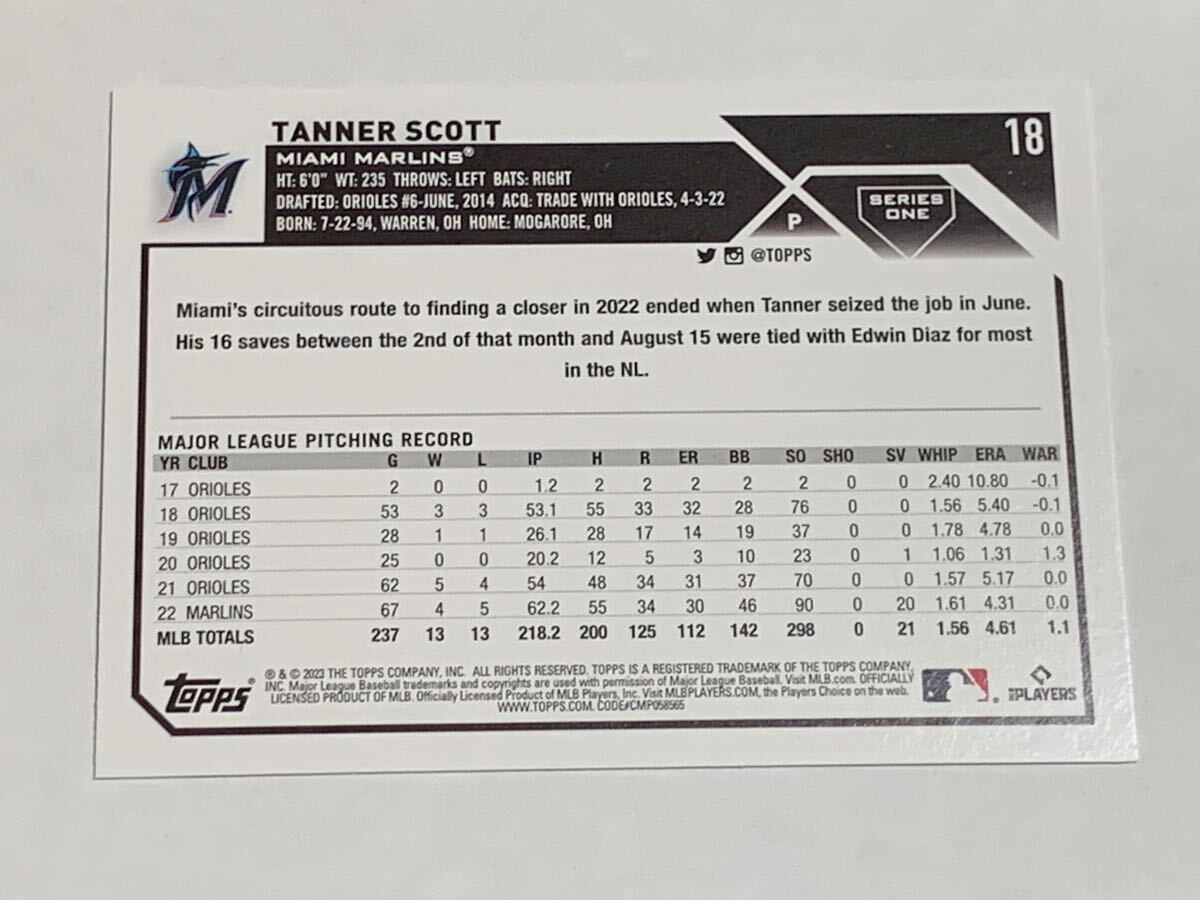 TANNER SCOTT
18
MIAMI MARLINS®
HT: 6'0" WT: 235 THROWS: LEFT BATS: RIGHT
DRAFTED: ORIOLES #6-JUNE, 2014 ACQ: TRADE WITH ORIOLES, 4-3-22
BORN: 7-22-94, WARREN, OH HOME: MOGARORE, OH
P
SERIES
ONE
@TOPPS
Miami's circuitous route to finding a closer in 2022 ended when Tanner seized the job in June.
His 16 saves between the 2nd of that month and August 15 were tied with Edwin Diaz for most
in the NL.
MAJOR LEAGUE PITCHING RECORD
YR CLUB G W L IP H R ER BB SO SHO SV WHIP ERA WAR
17 ORIOLES 2 0 0 1.2 2 2 2 2 2 0 0 2.40 10.80 -0.1
18 ORIOLES 53 3 3 53.1 55 33 32 28 76 0 0 1.56 5.40 -0.1
19 ORIOLES 28 1 1 26.1 28 17 14 19 37 0 0 1.78 4.78 0.0
20 ORIOLES 25 0 0 20.2 12 5 3 10 23 0 1 1.06 1.31 1.3
21 ORIOLES 62 5 4 54 48 34 31 37 70 0 0 1.57 5.17 0.0
22 MARLINS 67 4 5 62.2 55 34 30 46 90 0 20 1.61 4.31 0.0
MLB TOTALS 237 13 13 218.2 200 125 112 142 298 0 21 1.56 4.61 1.1
Topps®
® & © 2023 THE TOPPS COMPANY, INC. ALL RIGHTS RESERVED. TOPPS IS A REGISTERED TRADEMARK OF THE TOPPS COMPANY,
INC. Major League Baseball trademarks and copyrights are used with permission of Major League Baseball. Visit MLB.com. OFFICIALLY
LICENSED PRODUCT OF MLB. Officially Licensed Product of MLB Players, Inc. Visit MLBPLAYERS.COM, the Players Choice on the web.
WWW.TOPPS.COM. CODE#CMP058565
PLAYERS